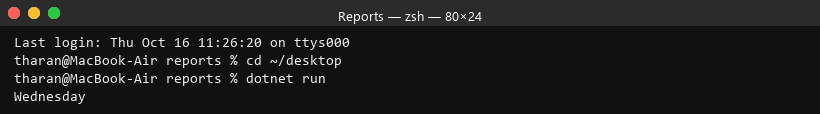 Reports — zsh — 80×24
Last login: Thu Oct 16 11:26:20 on ttys000
tharan@MacBook-Air reports % cd ~/desktop
tharan@MacBook-Air reports % dotnet run
Wednesday